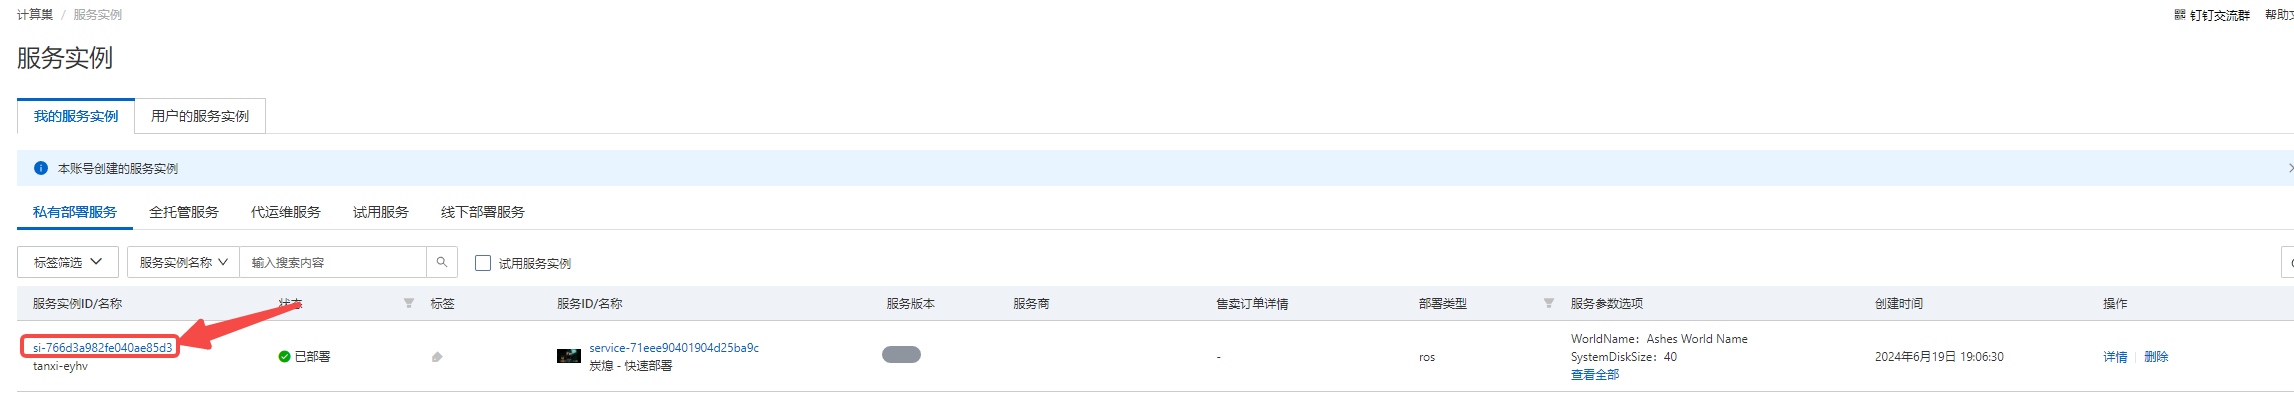 计算巢 / 服务实例
钉钉交流群 帮助文
服务实例
我的服务实例 用户的服务实例
本账号创建的服务实例
私有部署服务 全托管服务 代运维服务 试用服务 线下部署服务
标签筛选 服务实例名称 输入搜索内容 试用服务实例
服务实例ID/名称 状态 标签 服务ID/名称 服务版本 服务商 售卖订单详情 部署类型 服务参数选项 创建时间 操作
si-766d3a982fe040ae85d3
tanxi-eyhv
已部署
service-71eee90401904d25ba9c
炭熄 - 快速部署
-
ros
WorldName：Ashes World Name
SystemDiskSize：40
查看全部
2024年6月19日 19:06:30
详情 删除